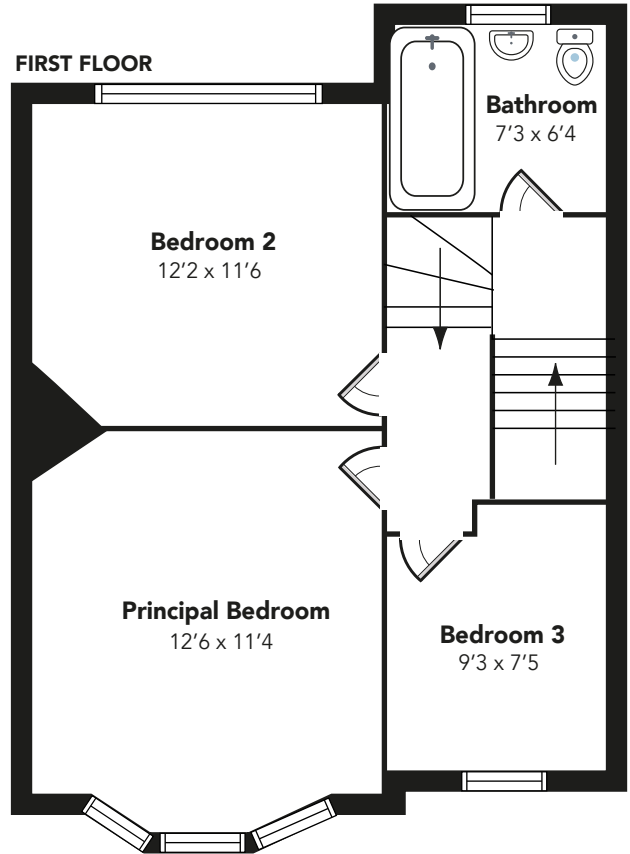 FIRST FLOOR
Bathroom
7'3 x 6'4
Bedroom 2
12'2 x 11'6
Principal Bedroom
12'6 x 11'4
Bedroom 3
9'3 x 7'5